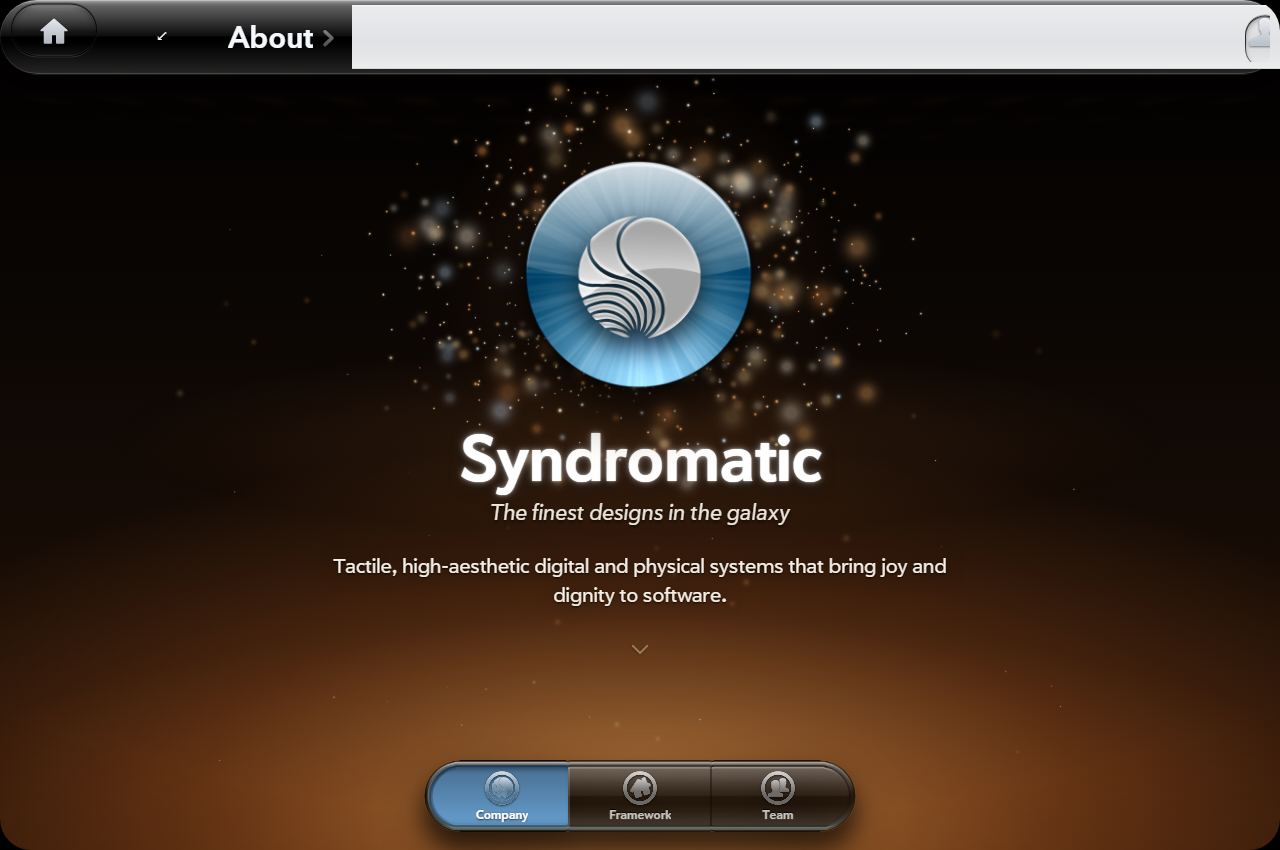 About
Syndromatic
The finest designs in the galaxy
Tactile, high-aesthetic digital and physical systems that bring joy and
dignity to software.
Company
Framework
Team